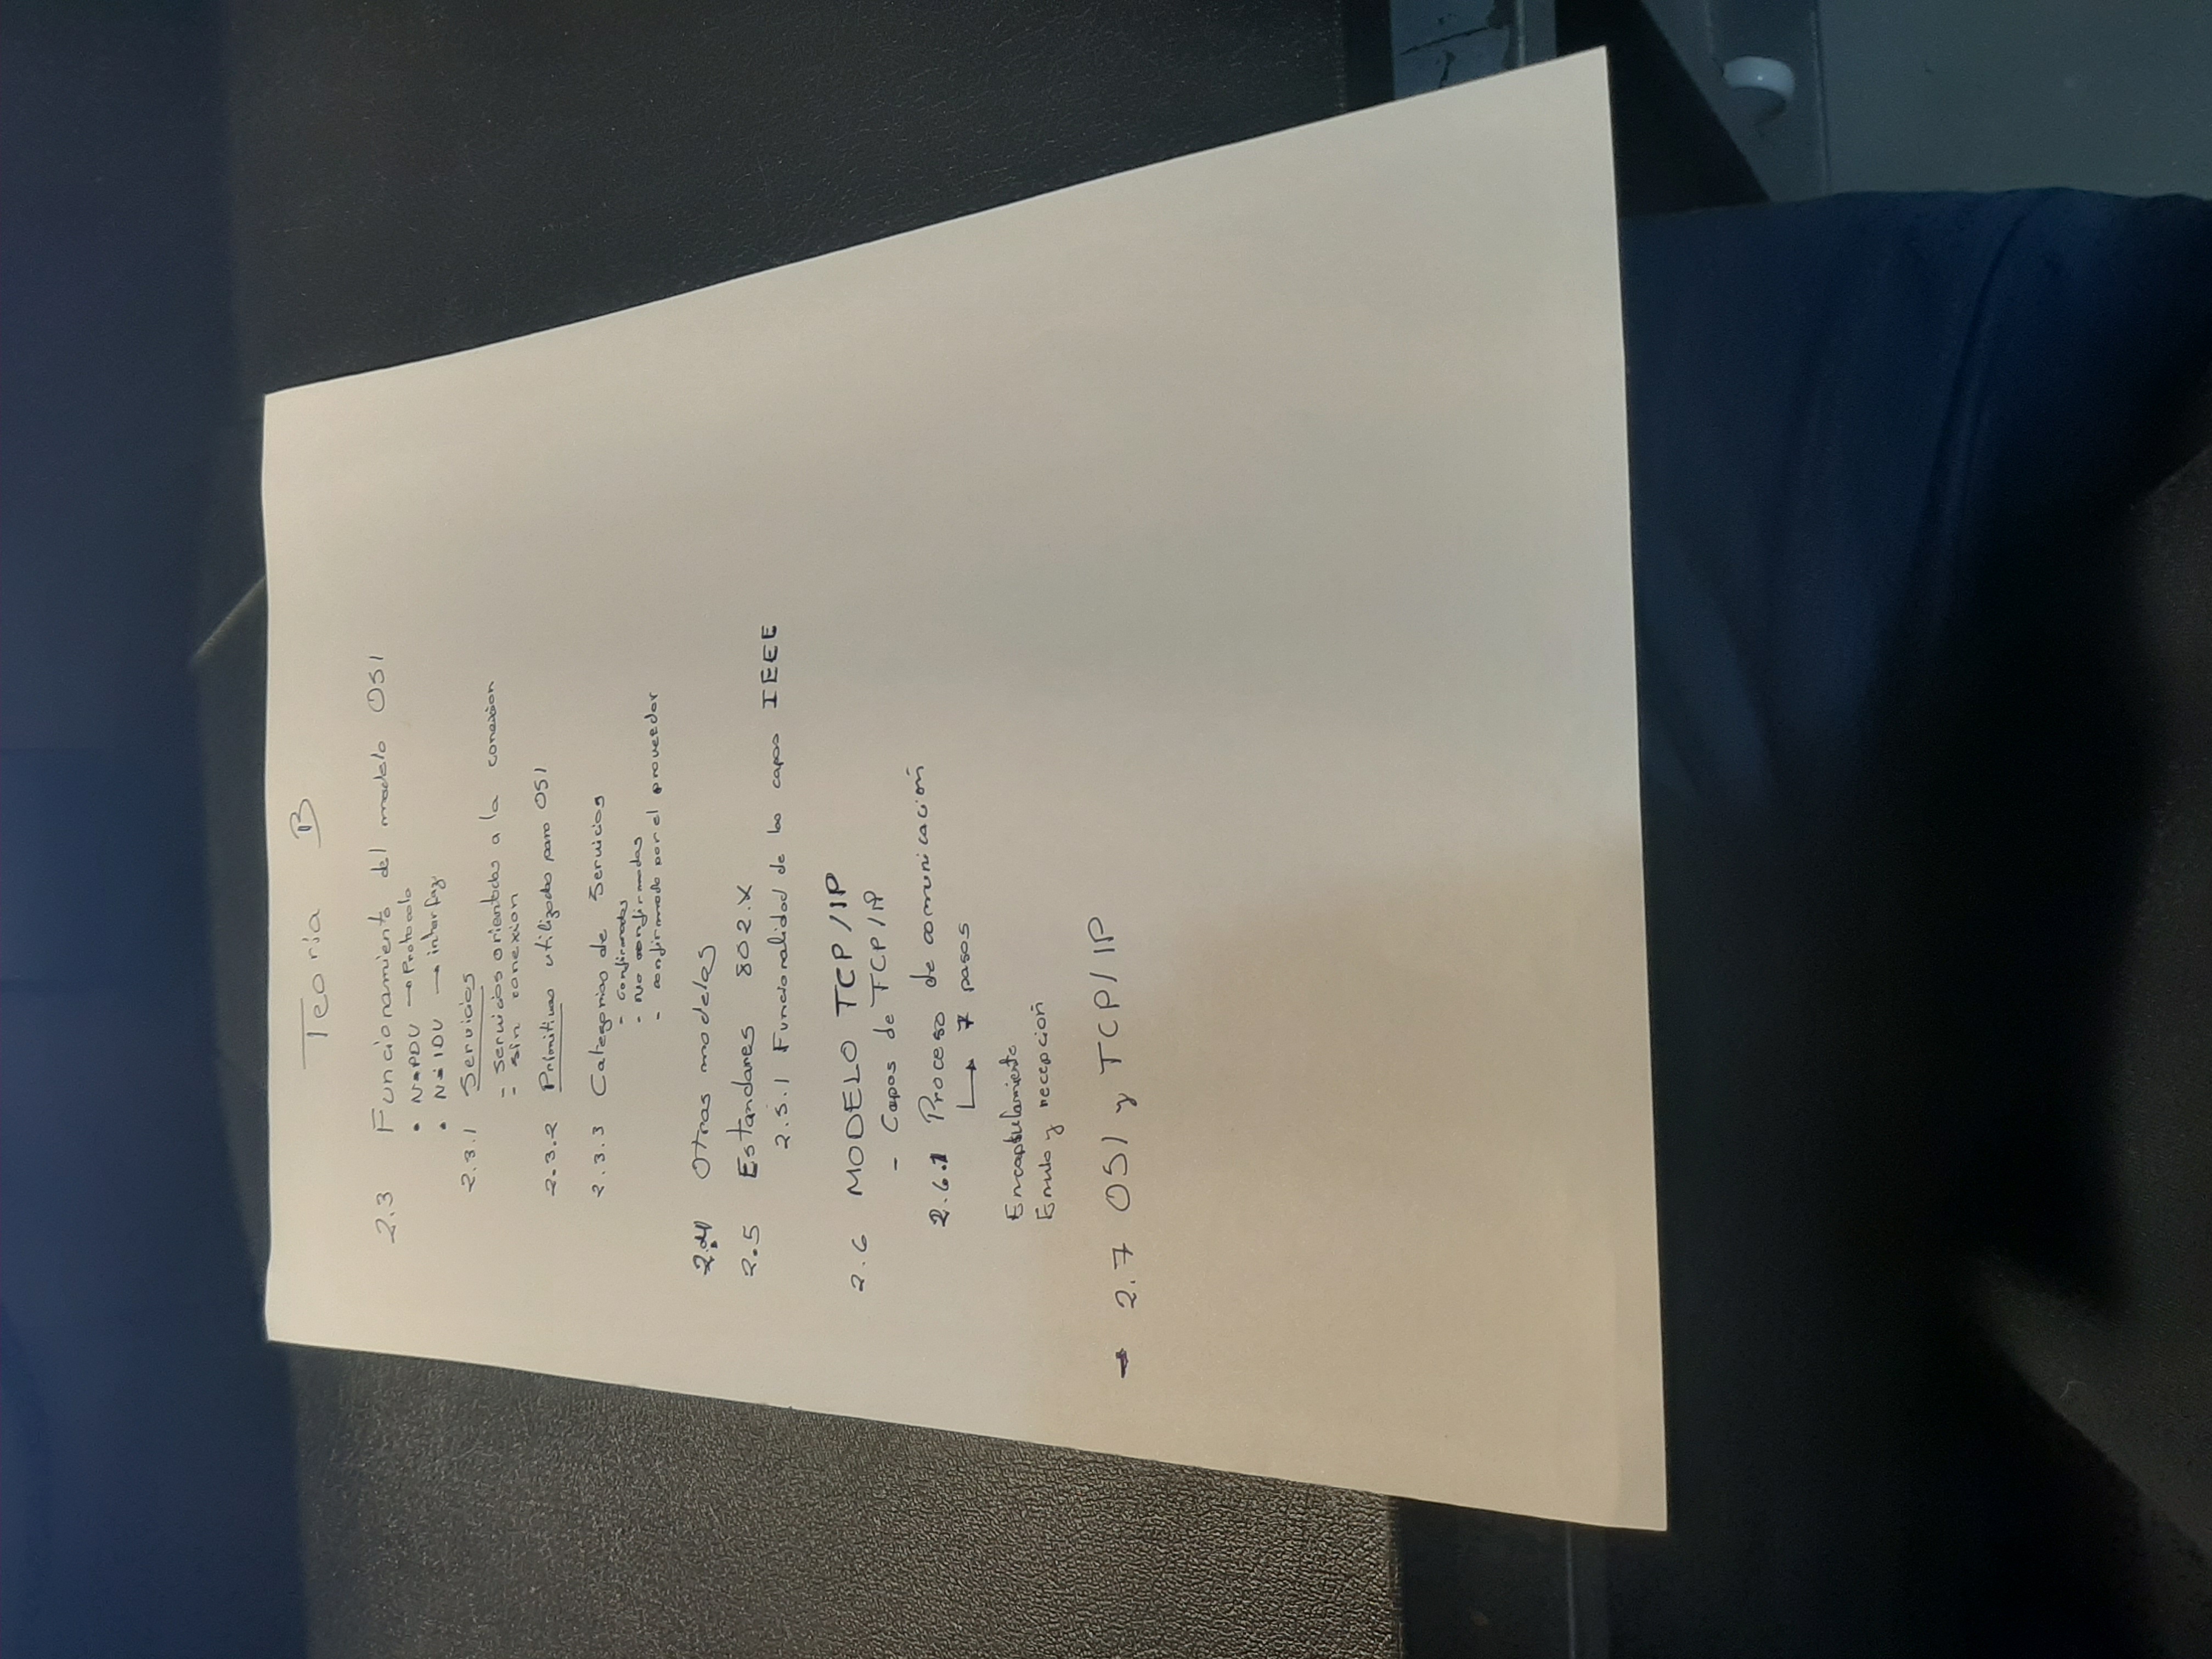 Teoria B
2.3 Funcionamiento del modelo OSI
• N-PDU → Protocolo
• N-IDU → interfaz
2.3.1 Servicios
- Servicios orientados a la conexion
- sin conexion
2.3.2 Primitivas utilizadas para OSI
2.3.3 Categorias de Servicios
- Confirmados
- No confirmados
- confirmado por el proveedor
2.4 Otros modelos
2.5 Estandares 802.X
2.5.1 Funcionalidad de las capas IEEE
2.6 MODELO TCP/IP
- Capas de TCP/IP
2.6.1 Proceso de comunicación
↳ 7 pasos
Encapsulamiento
Envio y recepción
- 2.7 OSI y TCP/IP